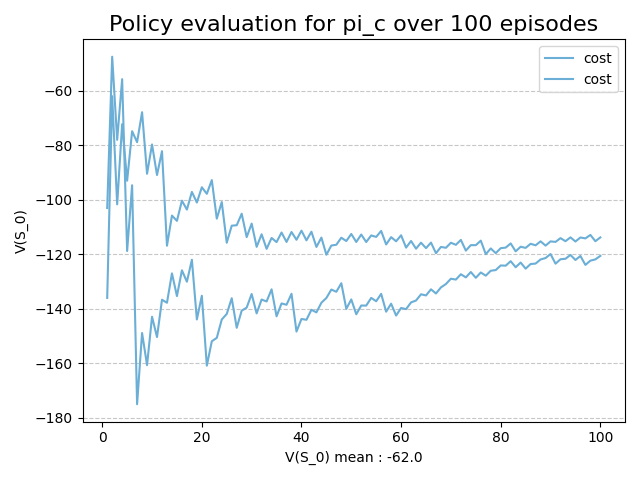 Policy evaluation for pi_c over 100 episodes
cost
cost
V(S_0)
−60
−80
−100
−120
−140
−160
−180
0 20 40 60 80 100
V(S_0) mean : -62.0